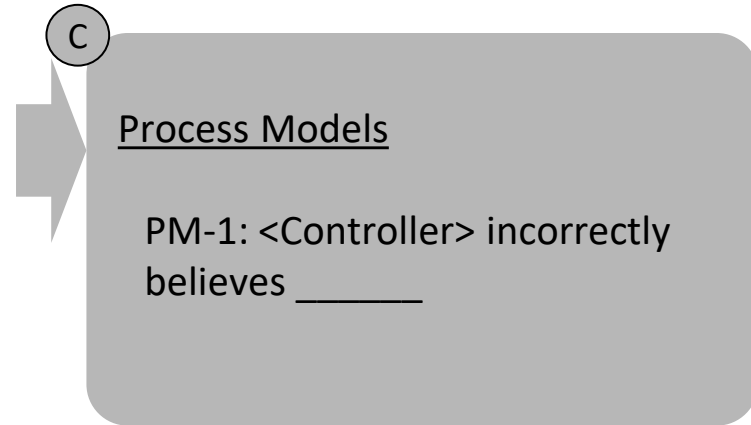 C
Process Models
PM-1: <Controller> incorrectly
believes ______